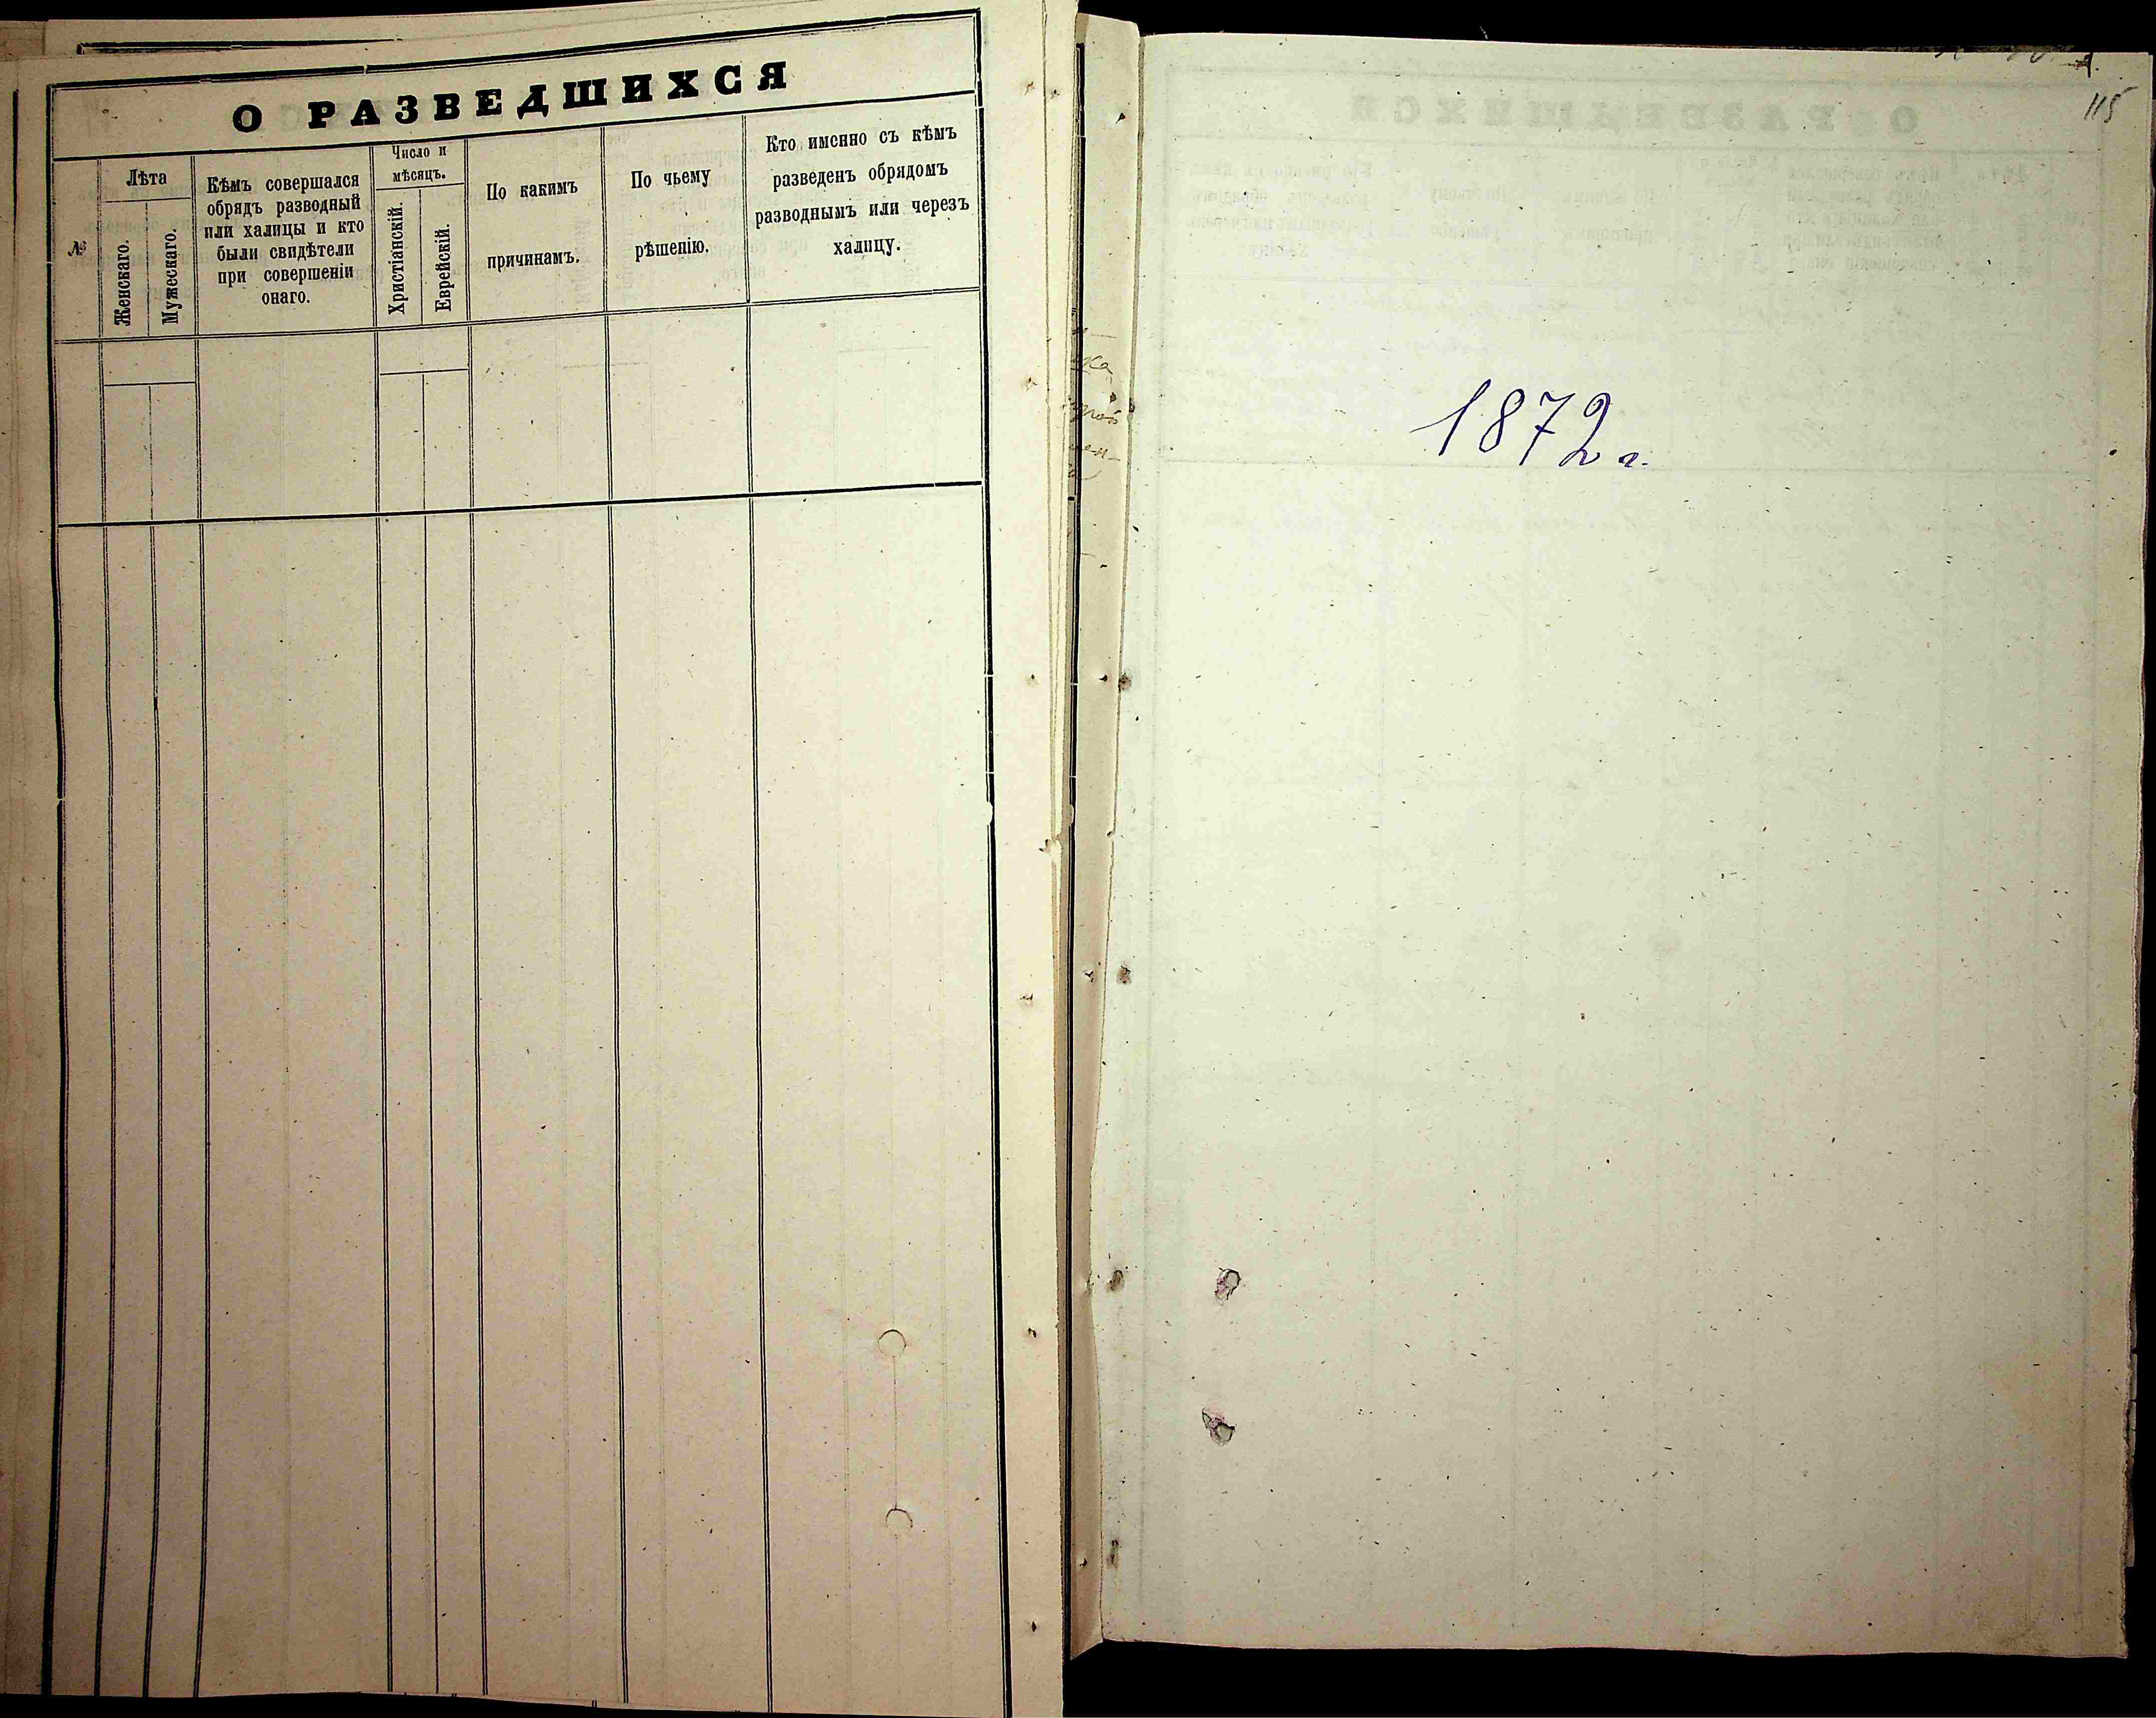 О РАЗВЕДШИХСЯ
№
Лѣта
Женскаго.
Мужескаго.
Кѣмъ совершался
обрядъ разводный
или халицы и кто
были свидѣтели
при совершеніи
онаго.
Число и
мѣсяцъ.
Христіанскій.
Еврейскій.
По какимъ
причинамъ.
По чьему
рѣшенію.
Кто именно съ кѣмъ
разведенъ обрядомъ
разводнымъ или черезъ
халицу.
115
1872 г.